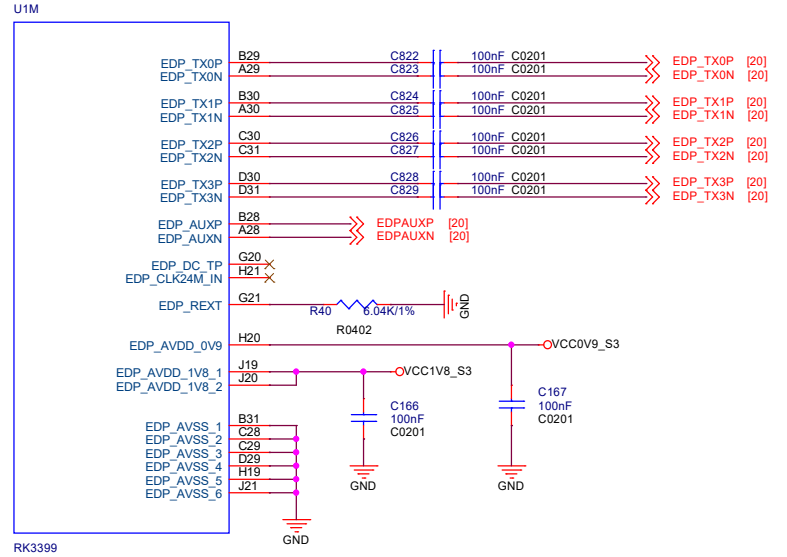 U1M
EDP_TX0P B29 C822 100nF C0201 EDP_TX0P [20]
EDP_TX0N A29 C823 100nF C0201 EDP_TX0N [20]
EDP_TX1P B30 C824 100nF C0201 EDP_TX1P [20]
EDP_TX1N A30 C825 100nF C0201 EDP_TX1N [20]
EDP_TX2P C30 C826 100nF C0201 EDP_TX2P [20]
EDP_TX2N C31 C827 100nF C0201 EDP_TX2N [20]
EDP_TX3P D30 C828 100nF C0201 EDP_TX3P [20]
EDP_TX3N D31 C829 100nF C0201 EDP_TX3N [20]
EDP_AUXP B28 EDPAUXP [20]
EDP_AUXN A28 EDPAUXN [20]
EDP_DC_TP G20
EDP_CLK24M_IN H21
EDP_REXT G21 R40 6.04K/1% GND
R0402
EDP_AVDD_0V9 H20 VCC0V9_S3
EDP_AVDD_1V8_1 J19 VCC1V8_S3
EDP_AVDD_1V8_2 J20
C167
100nF
C0201
C166
100nF
C0201
EDP_AVSS_1 B31
EDP_AVSS_2 C28
EDP_AVSS_3 C29
EDP_AVSS_4 D29
EDP_AVSS_5 H19
EDP_AVSS_6 J21
GND
GND
GND
RK3399